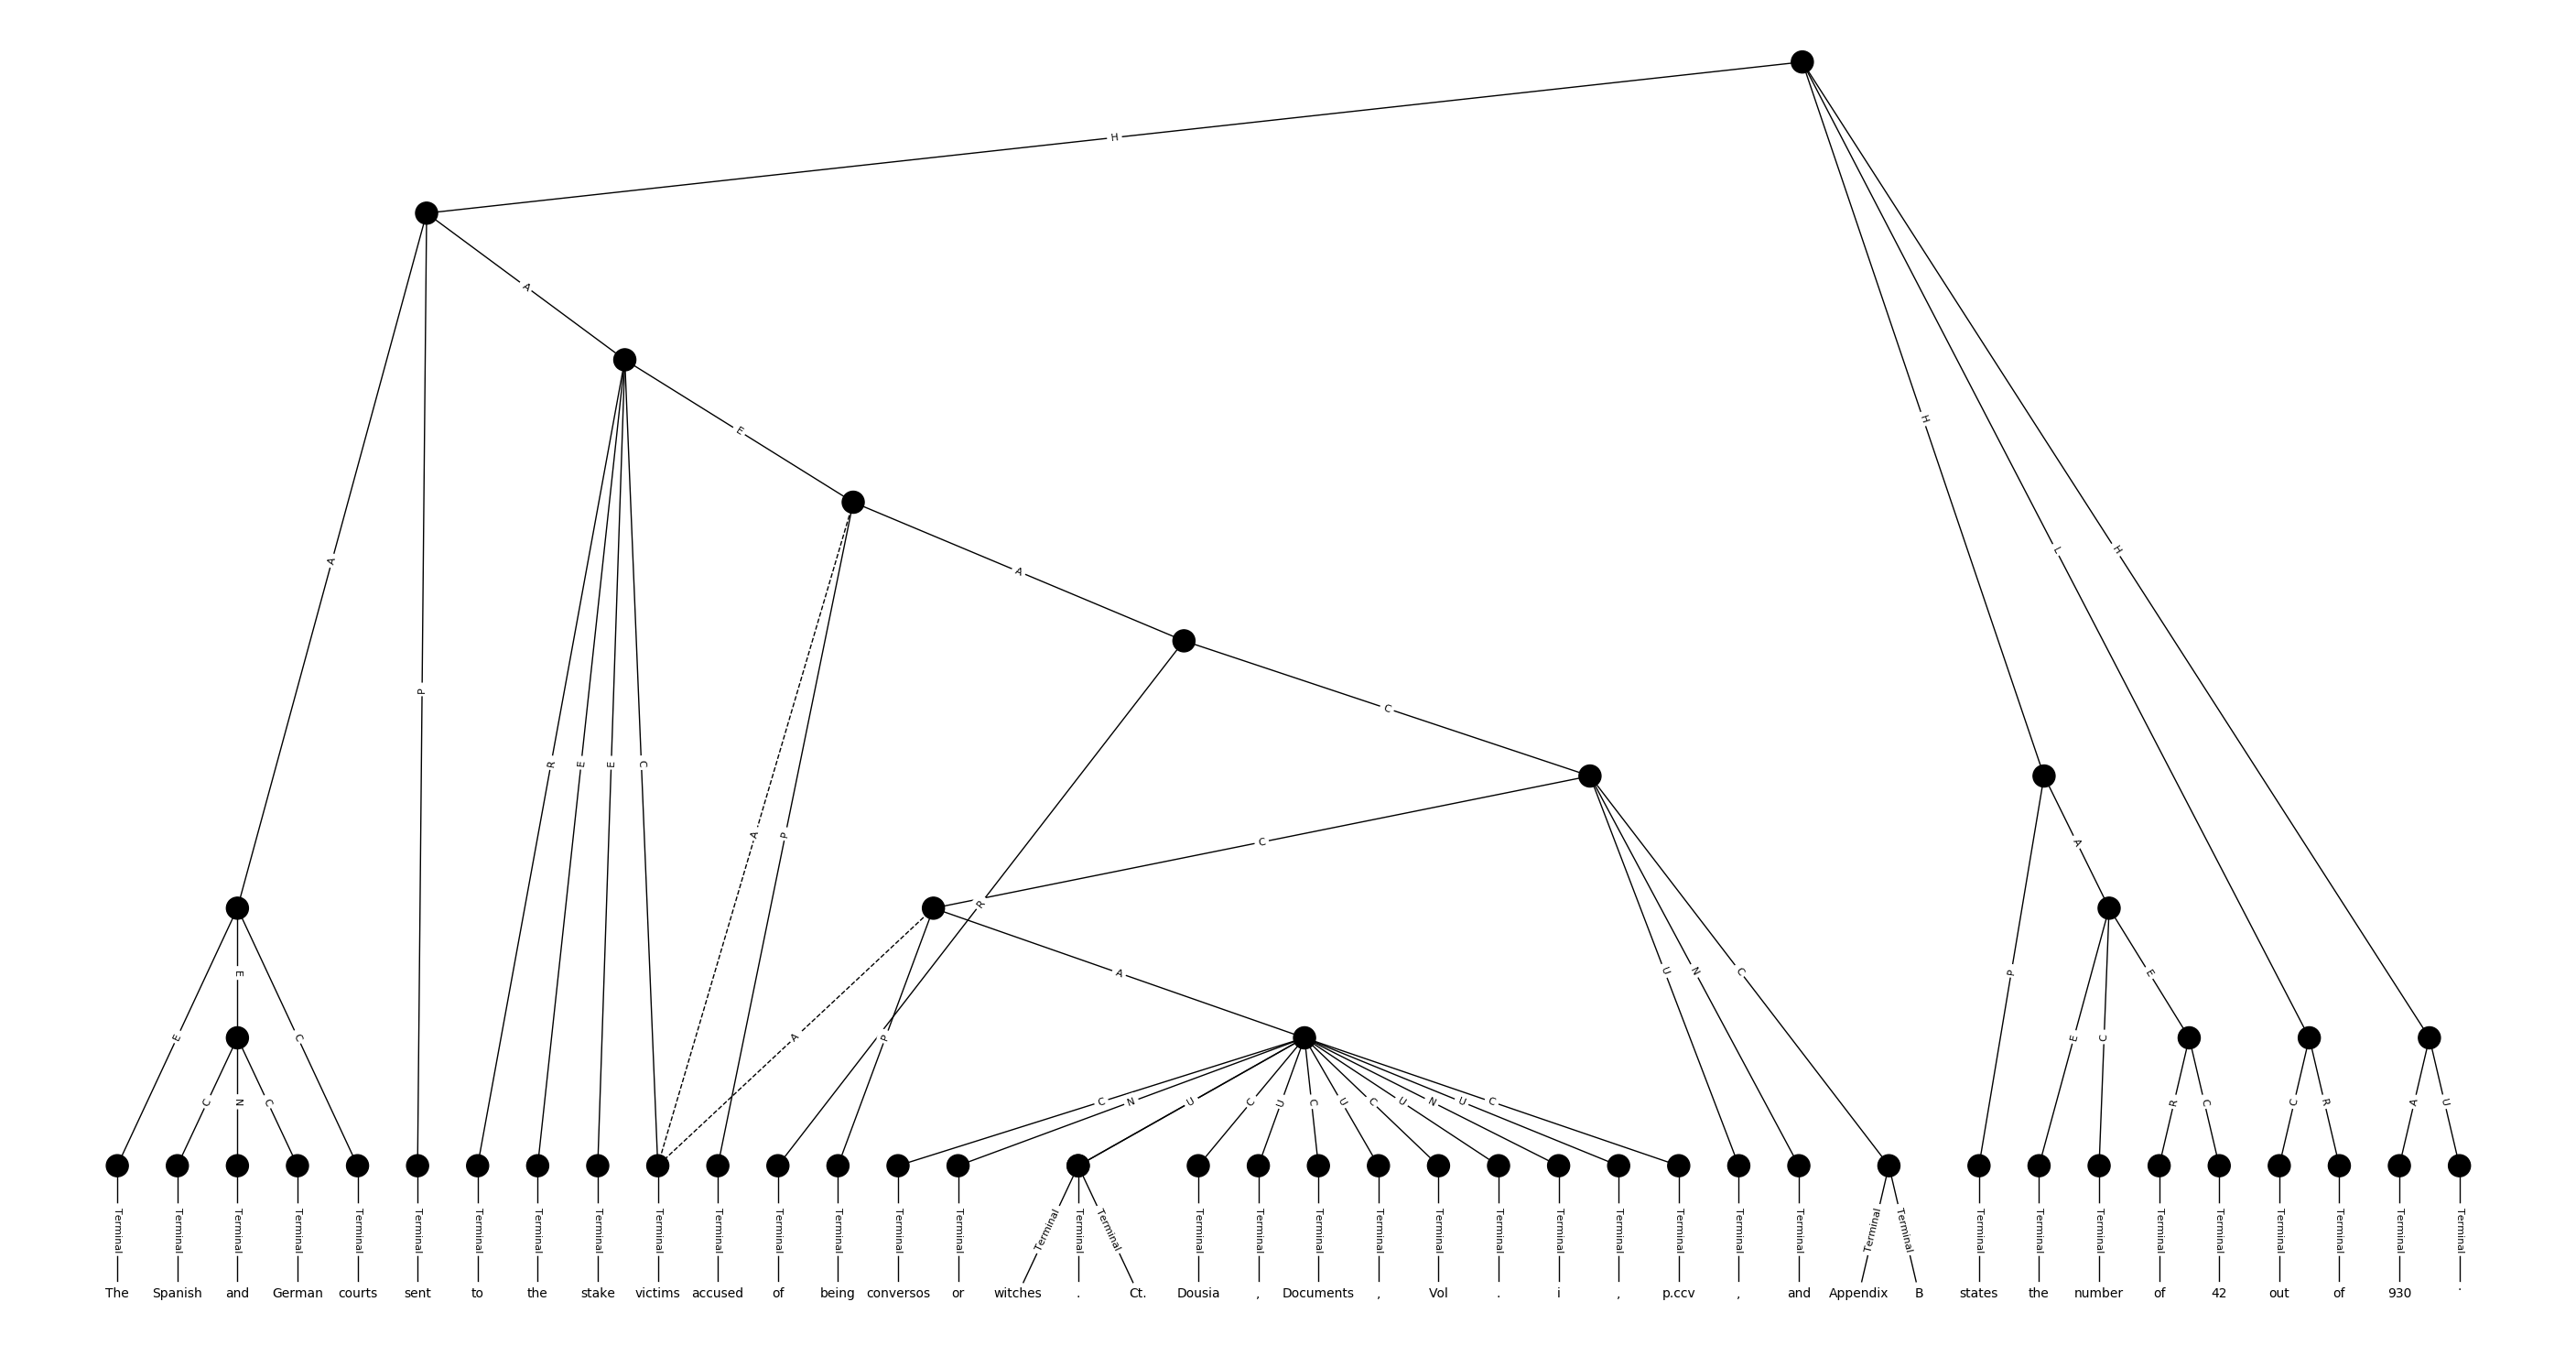 H
A
E
A
H
A
L
H
P
C
R
E
E
C
A
P
C
A
R
E
A
P
E
C
A
P
U
N
C
P
E
C
E
C
N
C
C
N
U
C
U
C
U
C
U
N
U
C
R
C
C
R
A
U
Terminal Terminal Terminal Terminal Terminal Terminal Terminal Terminal Terminal Terminal Terminal Terminal Terminal Terminal Terminal Terminal Terminal Terminal Terminal Terminal Terminal Terminal Terminal Terminal Terminal Terminal Terminal Terminal Terminal Terminal Terminal Terminal Terminal Terminal Terminal Terminal Terminal Terminal Terminal Terminal
The Spanish and German courts sent to the stake victims accused of being conversos or witches . Ct. Dousia , Documents , Vol . i , p.ccv , and Appendix B states the number of 42 out of 930 .